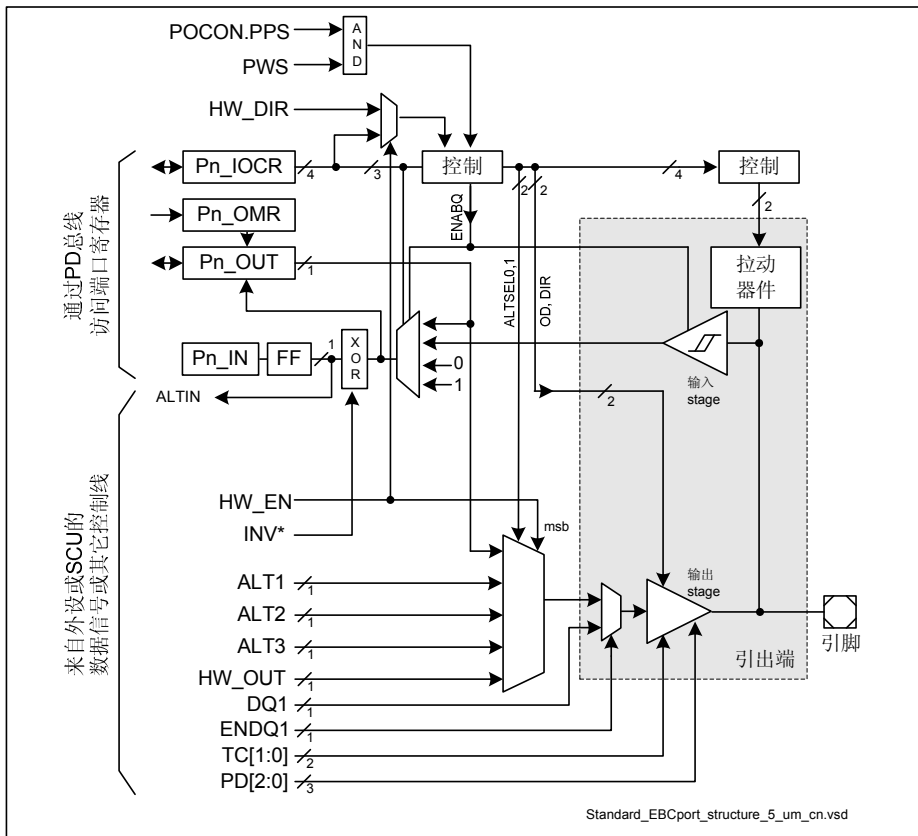 POCON.PPS
PWS
AND
HW_DIR
通过PD总线
访问端口寄存器
Pn_IOCR
4
3
控制
2
2
4
控制
2
Pn_OMR
Pn_OUT
1
ENABQ
ALTSEL0,1
OD, DIR
拉动
器件
Pn_IN
FF
1
XOR
0
1
输入
stage
2
ALTIN
来自外设或SCU的
数据信号或其它控制线
HW_EN
INV*
msb
ALT1
1
ALT2
1
ALT3
1
HW_OUT
1
DQ1
1
ENDQ1
1
TC[1:0]
2
PD[2:0]
3
输出
stage
引出端
引脚
Standard_EBCport_structure_5_um_cn.vsd